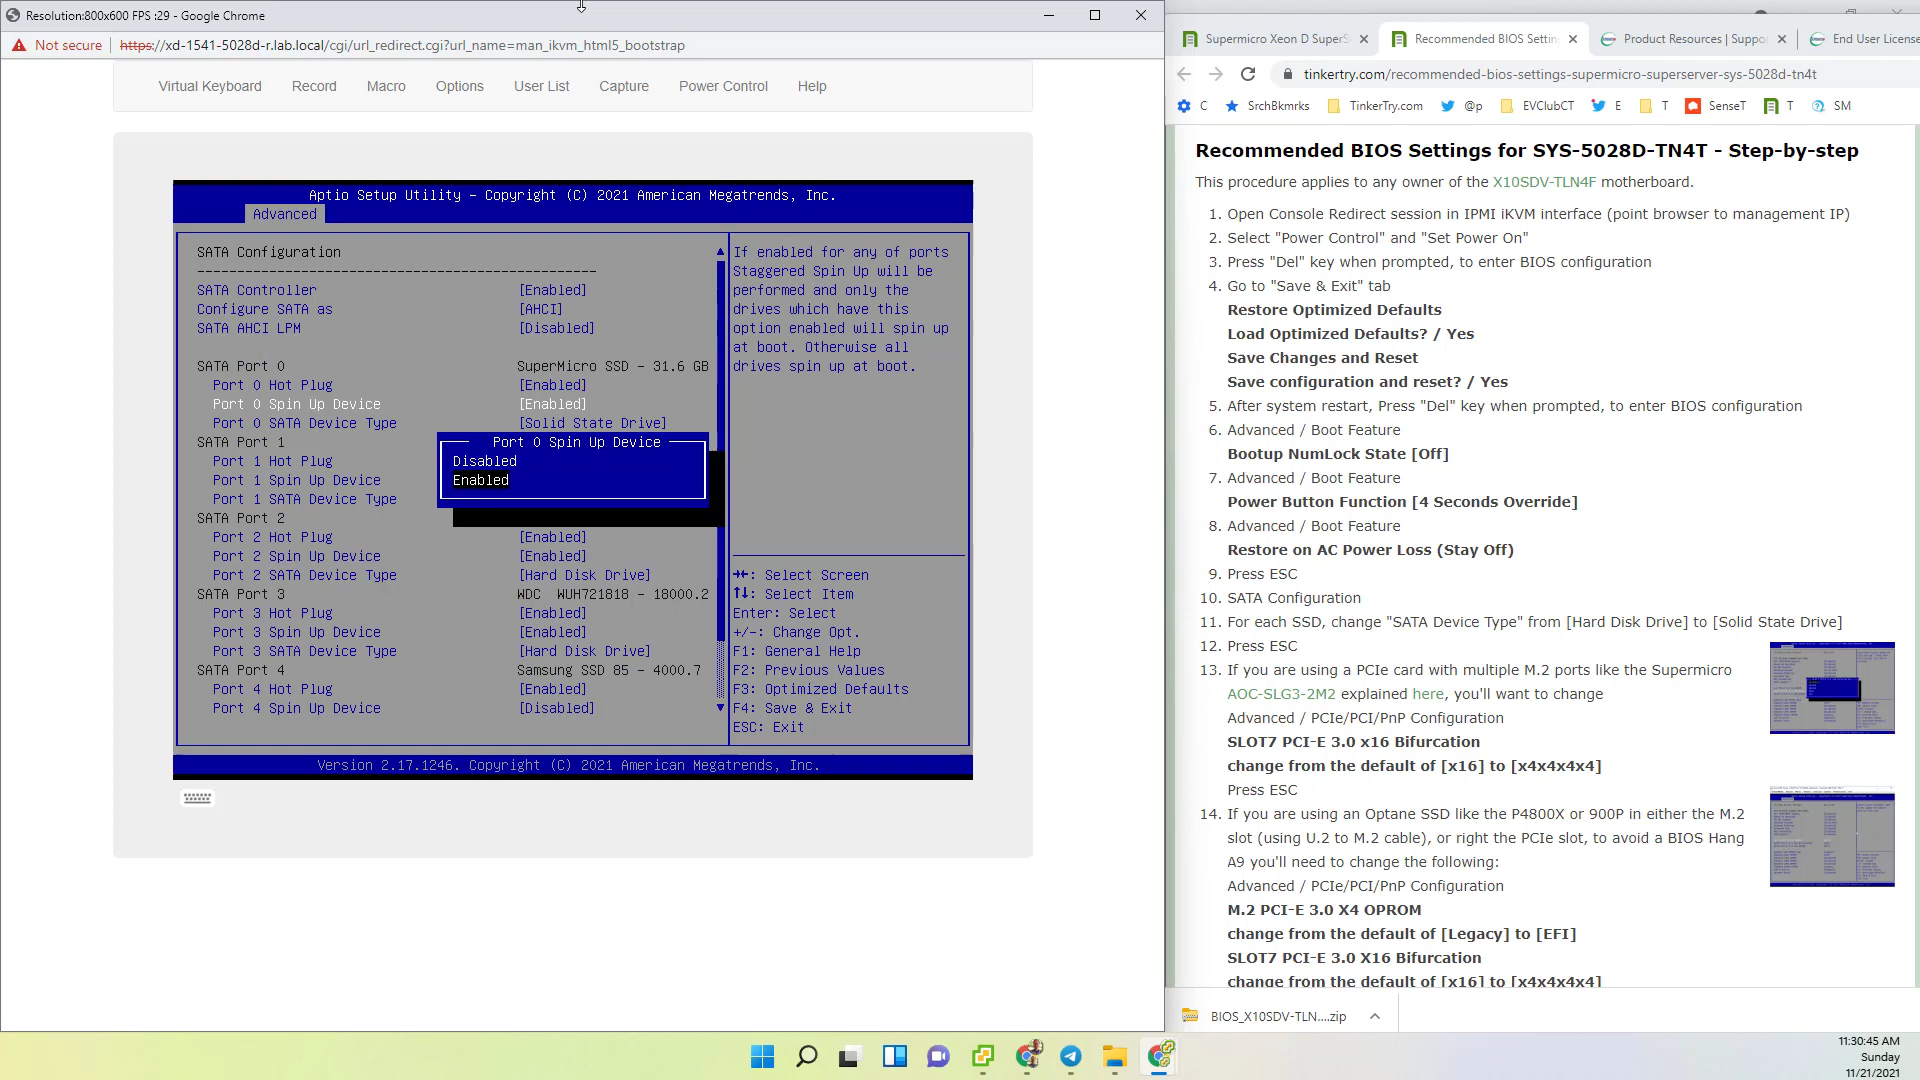 Resolution:800x600 FPS :29 - Google Chrome
Not secure
https://xd-1541-5028d-r.lab.local/cgi/url_redirect.cgi?url_name=man_ikvm_html5_bootstrap
Virtual Keyboard Record Macro Options User List Capture Power Control Help
Aptio Setup Utility – Copyright (C) 2021 American Megatrends, Inc.
Advanced
SATA Configuration
SATA Controller [Enabled]
Configure SATA as [AHCI]
SATA AHCI LPM [Disabled]
SATA Port 0 SuperMicro SSD – 31.6 GB
Port 0 Hot Plug [Enabled]
Port 0 Spin Up Device [Enabled]
Port 0 SATA Device Type [Solid State Drive]
SATA Port 1
Port 1 Hot Plug
Port 1 Spin Up Device
Port 1 SATA Device Type
SATA Port 2
Port 2 Hot Plug [Enabled]
Port 2 Spin Up Device [Enabled]
Port 2 SATA Device Type [Hard Disk Drive]
SATA Port 3 WDC WUH721818 – 18000.2
Port 3 Hot Plug [Enabled]
Port 3 Spin Up Device [Enabled]
Port 3 SATA Device Type [Hard Disk Drive]
SATA Port 4 Samsung SSD 85 – 4000.7
Port 4 Hot Plug [Enabled]
Port 4 Spin Up Device [Disabled]
Port 0 Spin Up Device
Disabled
Enabled
If enabled for any of ports
Staggered Spin Up will be
performed and only the
drives which have this
option enabled will spin up
at boot. Otherwise all
drives spin up at boot.
→←: Select Screen
↑↓: Select Item
Enter: Select
+/–: Change Opt.
F1: General Help
F2: Previous Values
F3: Optimized Defaults
F4: Save & Exit
ESC: Exit
Version 2.17.1246. Copyright (C) 2021 American Megatrends, Inc.
Supermicro Xeon D SuperS
Recommended BIOS Settin
Product Resources | Suppo
End User License
tinkertry.com/recommended-bios-settings-supermicro-superserver-sys-5028d-tn4t
C SrchBkmrks TinkerTry.com @p EVClubCT E T SenseT T SM
Recommended BIOS Settings for SYS-5028D-TN4T - Step-by-step
This procedure applies to any owner of the X10SDV-TLN4F motherboard.
1. Open Console Redirect session in IPMI iKVM interface (point browser to management IP)
2. Select "Power Control" and "Set Power On"
3. Press "Del" key when prompted, to enter BIOS configuration
4. Go to "Save & Exit" tab
Restore Optimized Defaults
Load Optimized Defaults? / Yes
Save Changes and Reset
Save configuration and reset? / Yes
5. After system restart, Press "Del" key when prompted, to enter BIOS configuration
6. Advanced / Boot Feature
Bootup NumLock State [Off]
7. Advanced / Boot Feature
Power Button Function [4 Seconds Override]
8. Advanced / Boot Feature
Restore on AC Power Loss (Stay Off)
9. Press ESC
10. SATA Configuration
11. For each SSD, change "SATA Device Type" from [Hard Disk Drive] to [Solid State Drive]
12. Press ESC
13. If you are using a PCIe card with multiple M.2 ports like the Supermicro
AOC-SLG3-2M2 explained here, you'll want to change
Advanced / PCIe/PCI/PnP Configuration
SLOT7 PCI-E 3.0 x16 Bifurcation
change from the default of [x16] to [x4x4x4x4]
Press ESC
14. If you are using an Optane SSD like the P4800X or 900P in either the M.2
slot (using U.2 to M.2 cable), or right the PCIe slot, to avoid a BIOS Hang
A9 you'll need to change the following:
Advanced / PCIe/PCI/PnP Configuration
M.2 PCI-E 3.0 X4 OPROM
change from the default of [Legacy] to [EFI]
SLOT7 PCI-E 3.0 X16 Bifurcation
change from the default of [x16] to [x4x4x4x4]
BIOS_X10SDV-TLN....zip
11:30:45 AM
Sunday
11/21/2021